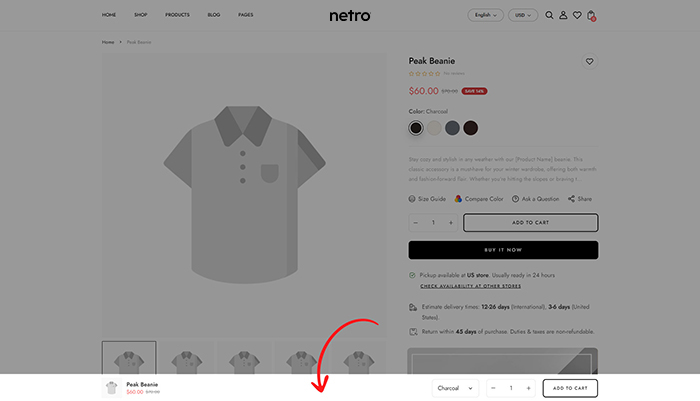 HOME SHOP PRODUCTS BLOG PAGES netro English USD 0
Home Peak Beanie
Peak Beanie
No reviews
$60.00 $70.00 SAVE 14%
Color: Charcoal
Stay cozy and stylish in any weather with our [Product Name] beanie. This
classic accessory is a must-have for your winter wardrobe, offering both warmth
and fashion-forward flair. Whether you're hitting the slopes or braving t...
Size Guide Compare Color Ask a Question Share
− 1 + ADD TO CART
BUY IT NOW
Pickup available at US store. Usually ready in 24 hours
CHECK AVAILABILITY AT OTHER STORES
Estimate delivery times: 12-26 days (International), 3-6 days (United
States).
Return within 45 days of purchase. Duties & taxes are non-refundable.
Peak Beanie
$60.00 $70.00
Charcoal − 1 + ADD TO CART